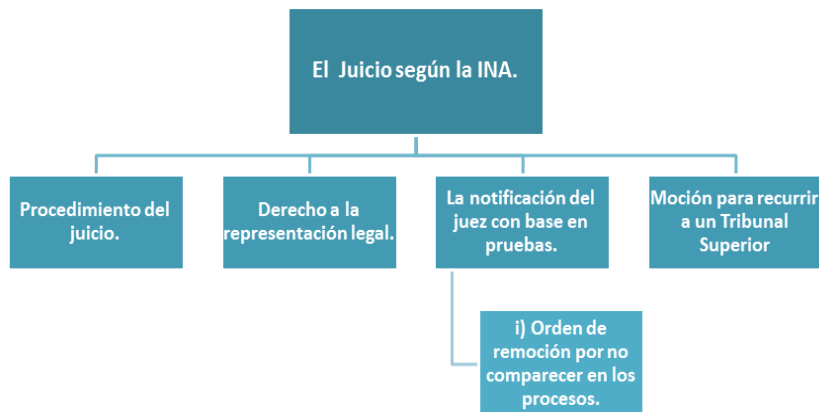 El Juicio según la INA.
Procedimiento del
juicio.
Derecho a la
representación legal.
La notificación del
juez con base en
pruebas.
Moción para recurrir
a un Tribunal
Superior
i) Orden de
remoción por no
comparecer en los
procesos.